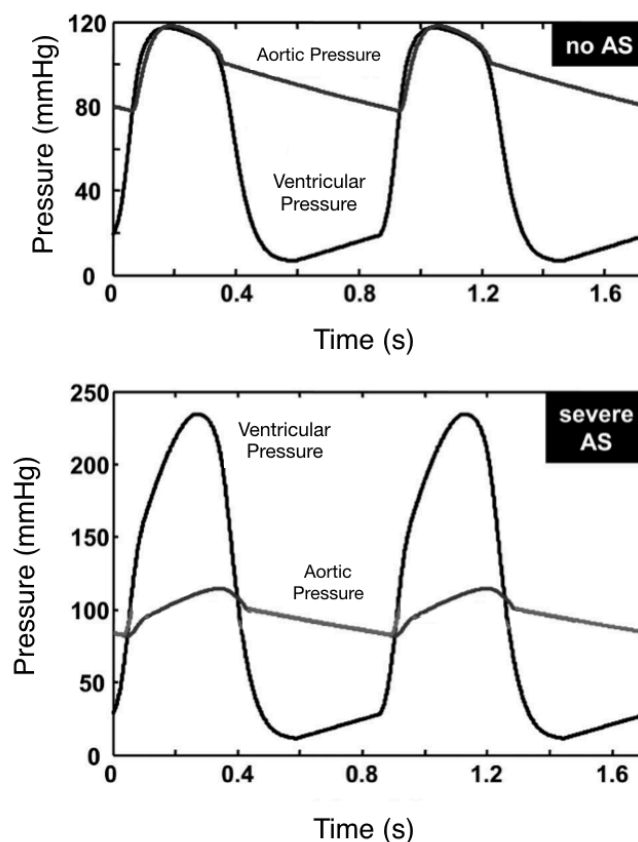 120
no AS
Aortic Pressure
80
Pressure (mmHg)
Ventricular
Pressure
40
0
0 0.4 0.8 1.2 1.6
Time (s)
250
severe
AS
Ventricular
Pressure
200
150
Pressure (mmHg)
Aortic
Pressure
100
50
0
0 0.4 0.8 1.2 1.6
Time (s)